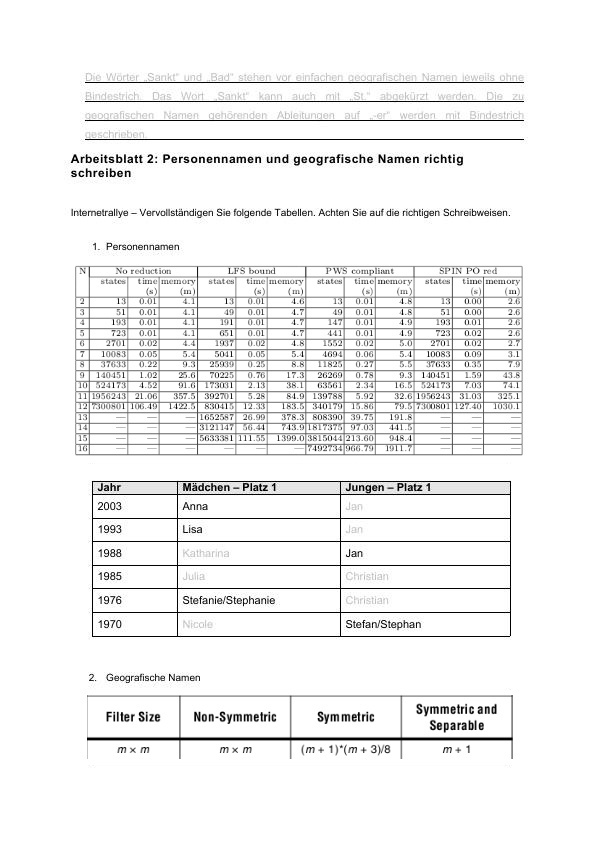 Die Wörter „Sankt“ und „Bad“ stehen vor einfachen geografischen Namen jeweils ohne
Bindestrich. Das Wort „Sankt“ kann auch mit „St.“ abgekürzt werden. Die zu
geografischen Namen gehörenden Ableitungen auf „-er“ werden mit Bindestrich
geschrieben.
Arbeitsblatt 2: Personennamen und geografische Namen richtig
schreiben
Internetrallye – Vervollständigen Sie folgende Tabellen. Achten Sie auf die richtigen Schreibweisen.
1. Personennamen
N No reduction LFS bound PWS compliant SPIN PO red
states time memory states time memory states time memory states time memory
(s) (m) (s) (m) (s) (m) (s) (m)
2 13 0.01 4.1 13 0.01 4.6 13 0.01 4.8 13 0.00 2.6
3 51 0.01 4.1 49 0.01 4.7 49 0.01 4.8 51 0.00 2.6
4 193 0.01 4.1 191 0.01 4.7 147 0.01 4.9 193 0.01 2.6
5 723 0.01 4.1 651 0.01 4.7 441 0.01 4.9 723 0.01 2.6
6 2701 0.02 4.4 1937 0.02 4.8 1552 0.02 5.0 2701 0.02 2.7
7 10083 0.05 5.4 5041 0.05 5.4 4694 0.06 5.4 10083 0.09 3.1
8 37633 0.22 9.3 25939 0.25 8.8 11825 0.27 5.5 37633 0.35 7.9
9 140451 1.02 25.6 70225 0.76 17.3 26269 0.78 9.3 140451 1.59 43.8
10 524173 4.52 91.6 173031 2.13 38.1 63561 2.34 16.5 524173 7.03 74.1
11 1956243 21.06 357.5 392701 5.28 84.9 139788 5.92 32.6 1956243 31.03 325.1
12 7300801 106.49 1422.5 830415 12.33 183.5 340179 15.86 79.5 7300801 127.40 1030.1
13 — — — 1652587 26.99 378.3 808390 39.75 191.8 — — —
14 — — — 3121147 56.44 743.9 1817375 97.03 441.5 — — —
15 — — — 5633381 111.55 1399.0 3815044 213.60 948.4 — — —
16 — — — — — — 7492734 966.79 1911.7 — — —
Jahr Mädchen – Platz 1 Jungen – Platz 1
2003 Anna Jan
1993 Lisa Jan
1988 Katharina Jan
1985 Julia Christian
1976 Stefanie/Stephanie Christian
1970 Nicole Stefan/Stephan
2. Geografische Namen
Filter Size Non-Symmetric Symmetric Symmetric and
Separable
m × m m × m (m + 1)*(m + 3)/8 m + 1